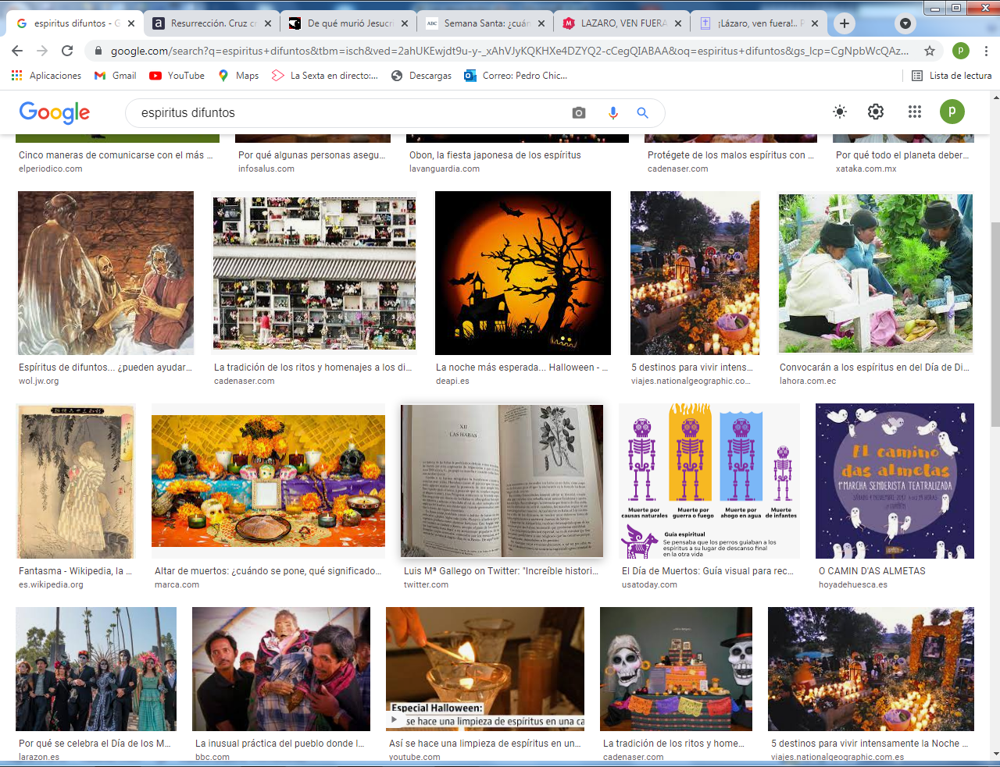 espiritus difuntos - G
Resurrección. Cruz c
De qué murió Jesucr
ABC
Semana Santa: ¿cuán
LAZARO, VEN FUERA
¡Lázaro, ven fuera!.. P
google.com/search?q=espiritus+difuntos&tbm=isch&ved=2ahUKEwjdt9u-y-_xAhVJyKQKHXe4DZYQ2-cCegQIABAA&oq=espiritus+difuntos&gs_lcp=CgNpbWcQAz...
p
Aplicaciones
Gmail
YouTube
Maps
La Sexta en directo:...
Descargas
Correo: Pedro Chic...
Lista de lectura
Google
espiritus difuntos
p
Cinco maneras de comunicarse con el más ...
Por qué algunas personas asegu...
Obon, la fiesta japonesa de los espíritus
Protégete de los malos espíritus con ...
Por qué todo el planeta deber...
elperiodico.com
infosalus.com
lavanguardia.com
cadenaser.com
xataka.com.mx
Espíritus de difuntos... ¿pueden ayudar...
La tradición de los ritos y homenajes a los di...
La noche más esperada... Halloween - ...
5 destinos para vivir intens...
Convocarán a los espíritus en del Día de Di...
wol.jw.org
cadenaser.com
deapi.es
viajes.nationalgeographic.co...
lahora.com.ec
XII
LAS HABAS
Muerte por causas naturales
Muerte por guerra o fuego
Muerte por ahogo en agua
Muerte de infantes
Guía espiritual
Se pensaba que los perros guiaban a los
espíritus a su lugar de descanso final
en la otra vida
EL camino
das almetas
1ª MARCHA SENDERISTA TEATRALIZADA
Fantasma - Wikipedia, la ...
Altar de muertos: ¿cuándo se pone, qué significado...
Luis Mª Gallego on Twitter: "Increíble histori...
El Día de Muertos: Guía visual para rec...
O CAMIN D'AS ALMETAS
es.wikipedia.org
marca.com
twitter.com
usatoday.com
hoyadehuesca.es
Especial Halloween:
se hace una limpieza de espíritus en una ca
Por qué se celebra el Día de los M...
La inusual práctica del pueblo donde l...
Así se hace una limpieza de espíritus en un...
La tradición de los ritos y home...
5 destinos para vivir intensamente la Noche ...
larazon.es
bbc.com
youtube.com
cadenaser.com
viajes.nationalgeographic.com.es